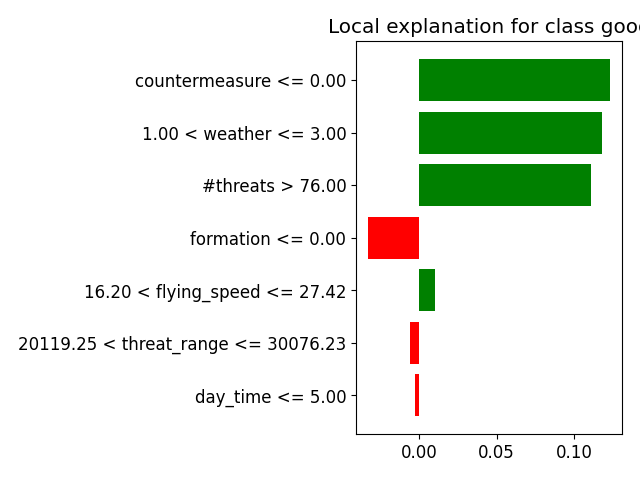 Local explanation for class good
countermeasure <= 0.00
1.00 < weather <= 3.00
#threats > 76.00
formation <= 0.00
16.20 < flying_speed <= 27.42
20119.25 < threat_range <= 30076.23
day_time <= 5.00
0.00 0.05 0.10